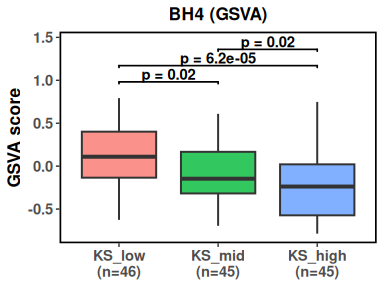 BH4 (GSVA)
GSVA score
1.5
1.0
0.5
0.0
-0.5
p = 0.02
p = 6.2e-05
p = 0.02
KS_low
(n=46)
KS_mid
(n=45)
KS_high
(n=45)